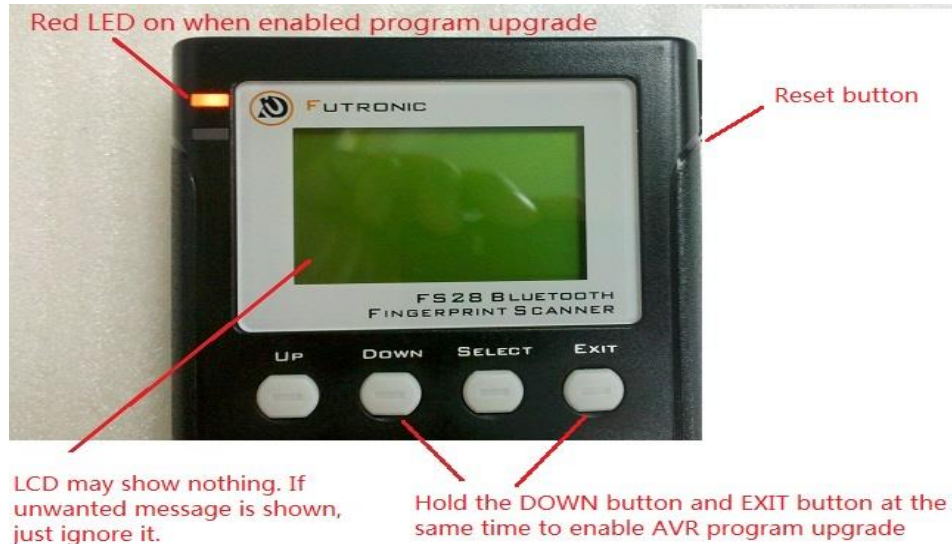 Red LED on when enabled program upgrade
FUTRONIC
Reset button
FS28 BLUETOOTH
FINGERPRINT SCANNER
UP DOWN SELECT EXIT
LCD may show nothing. If
unwanted message is shown,
just ignore it.
Hold the DOWN button and EXIT button at the
same time to enable AVR program upgrade